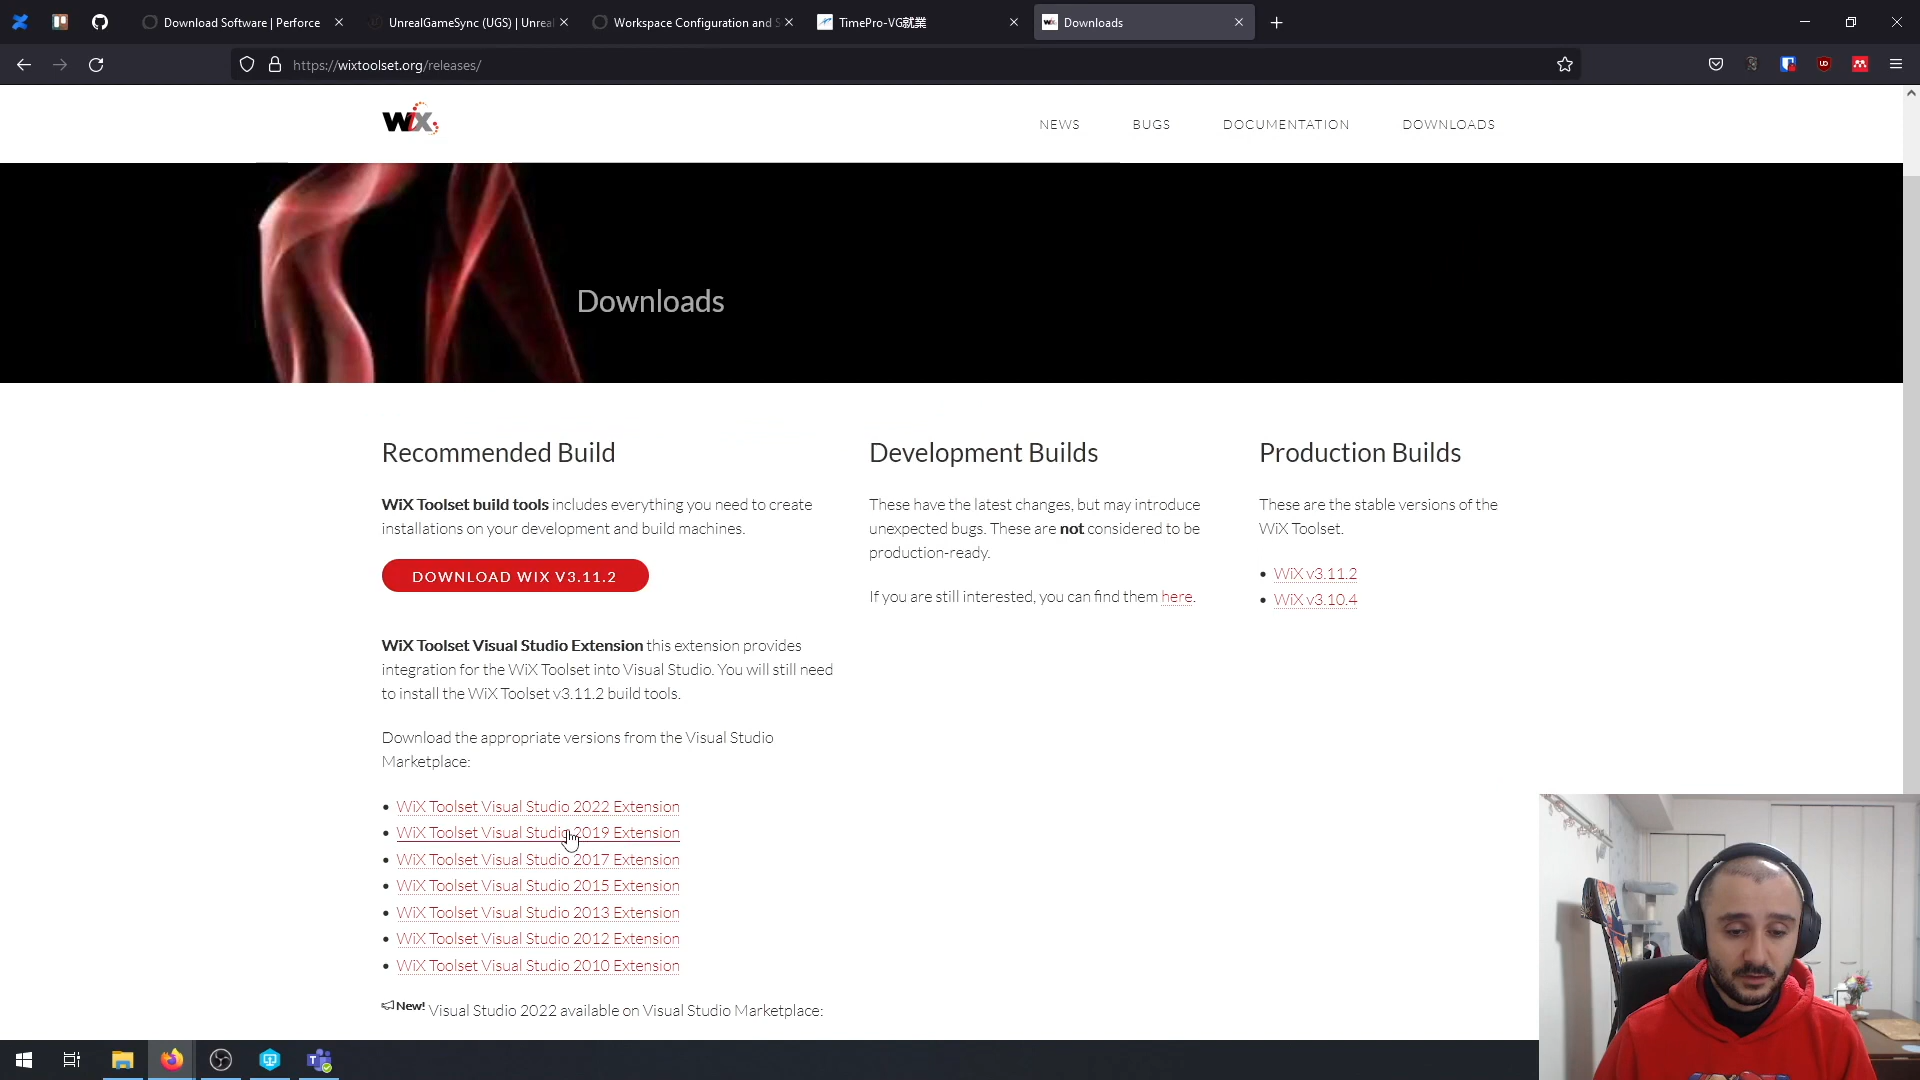 Download Software | Perforce
UnrealGameSync (UGS) | Unreal
Workspace Configuration and S
TimePro-VG就業
Downloads
https://wixtoolset.org/releases/
WiX
NEWS
BUGS
DOCUMENTATION
DOWNLOADS
Downloads
Recommended Build
WiX Toolset build tools includes everything you need to create
installations on your development and build machines.
DOWNLOAD WIX V3.11.2
WiX Toolset Visual Studio Extension this extension provides
integration for the WiX Toolset into Visual Studio. You will still need
to install the WiX Toolset v3.11.2 build tools.
Download the appropriate versions from the Visual Studio
Marketplace:
• WiX Toolset Visual Studio 2022 Extension
• WiX Toolset Visual Studio 2019 Extension
• WiX Toolset Visual Studio 2017 Extension
• WiX Toolset Visual Studio 2015 Extension
• WiX Toolset Visual Studio 2013 Extension
• WiX Toolset Visual Studio 2012 Extension
• WiX Toolset Visual Studio 2010 Extension
New! Visual Studio 2022 available on Visual Studio Marketplace:
Development Builds
These have the latest changes, but may introduce
unexpected bugs. These are not considered to be
production-ready.
If you are still interested, you can find them here.
Production Builds
These are the stable versions of the
WiX Toolset.
• WiX v3.11.2
• WiX v3.10.4